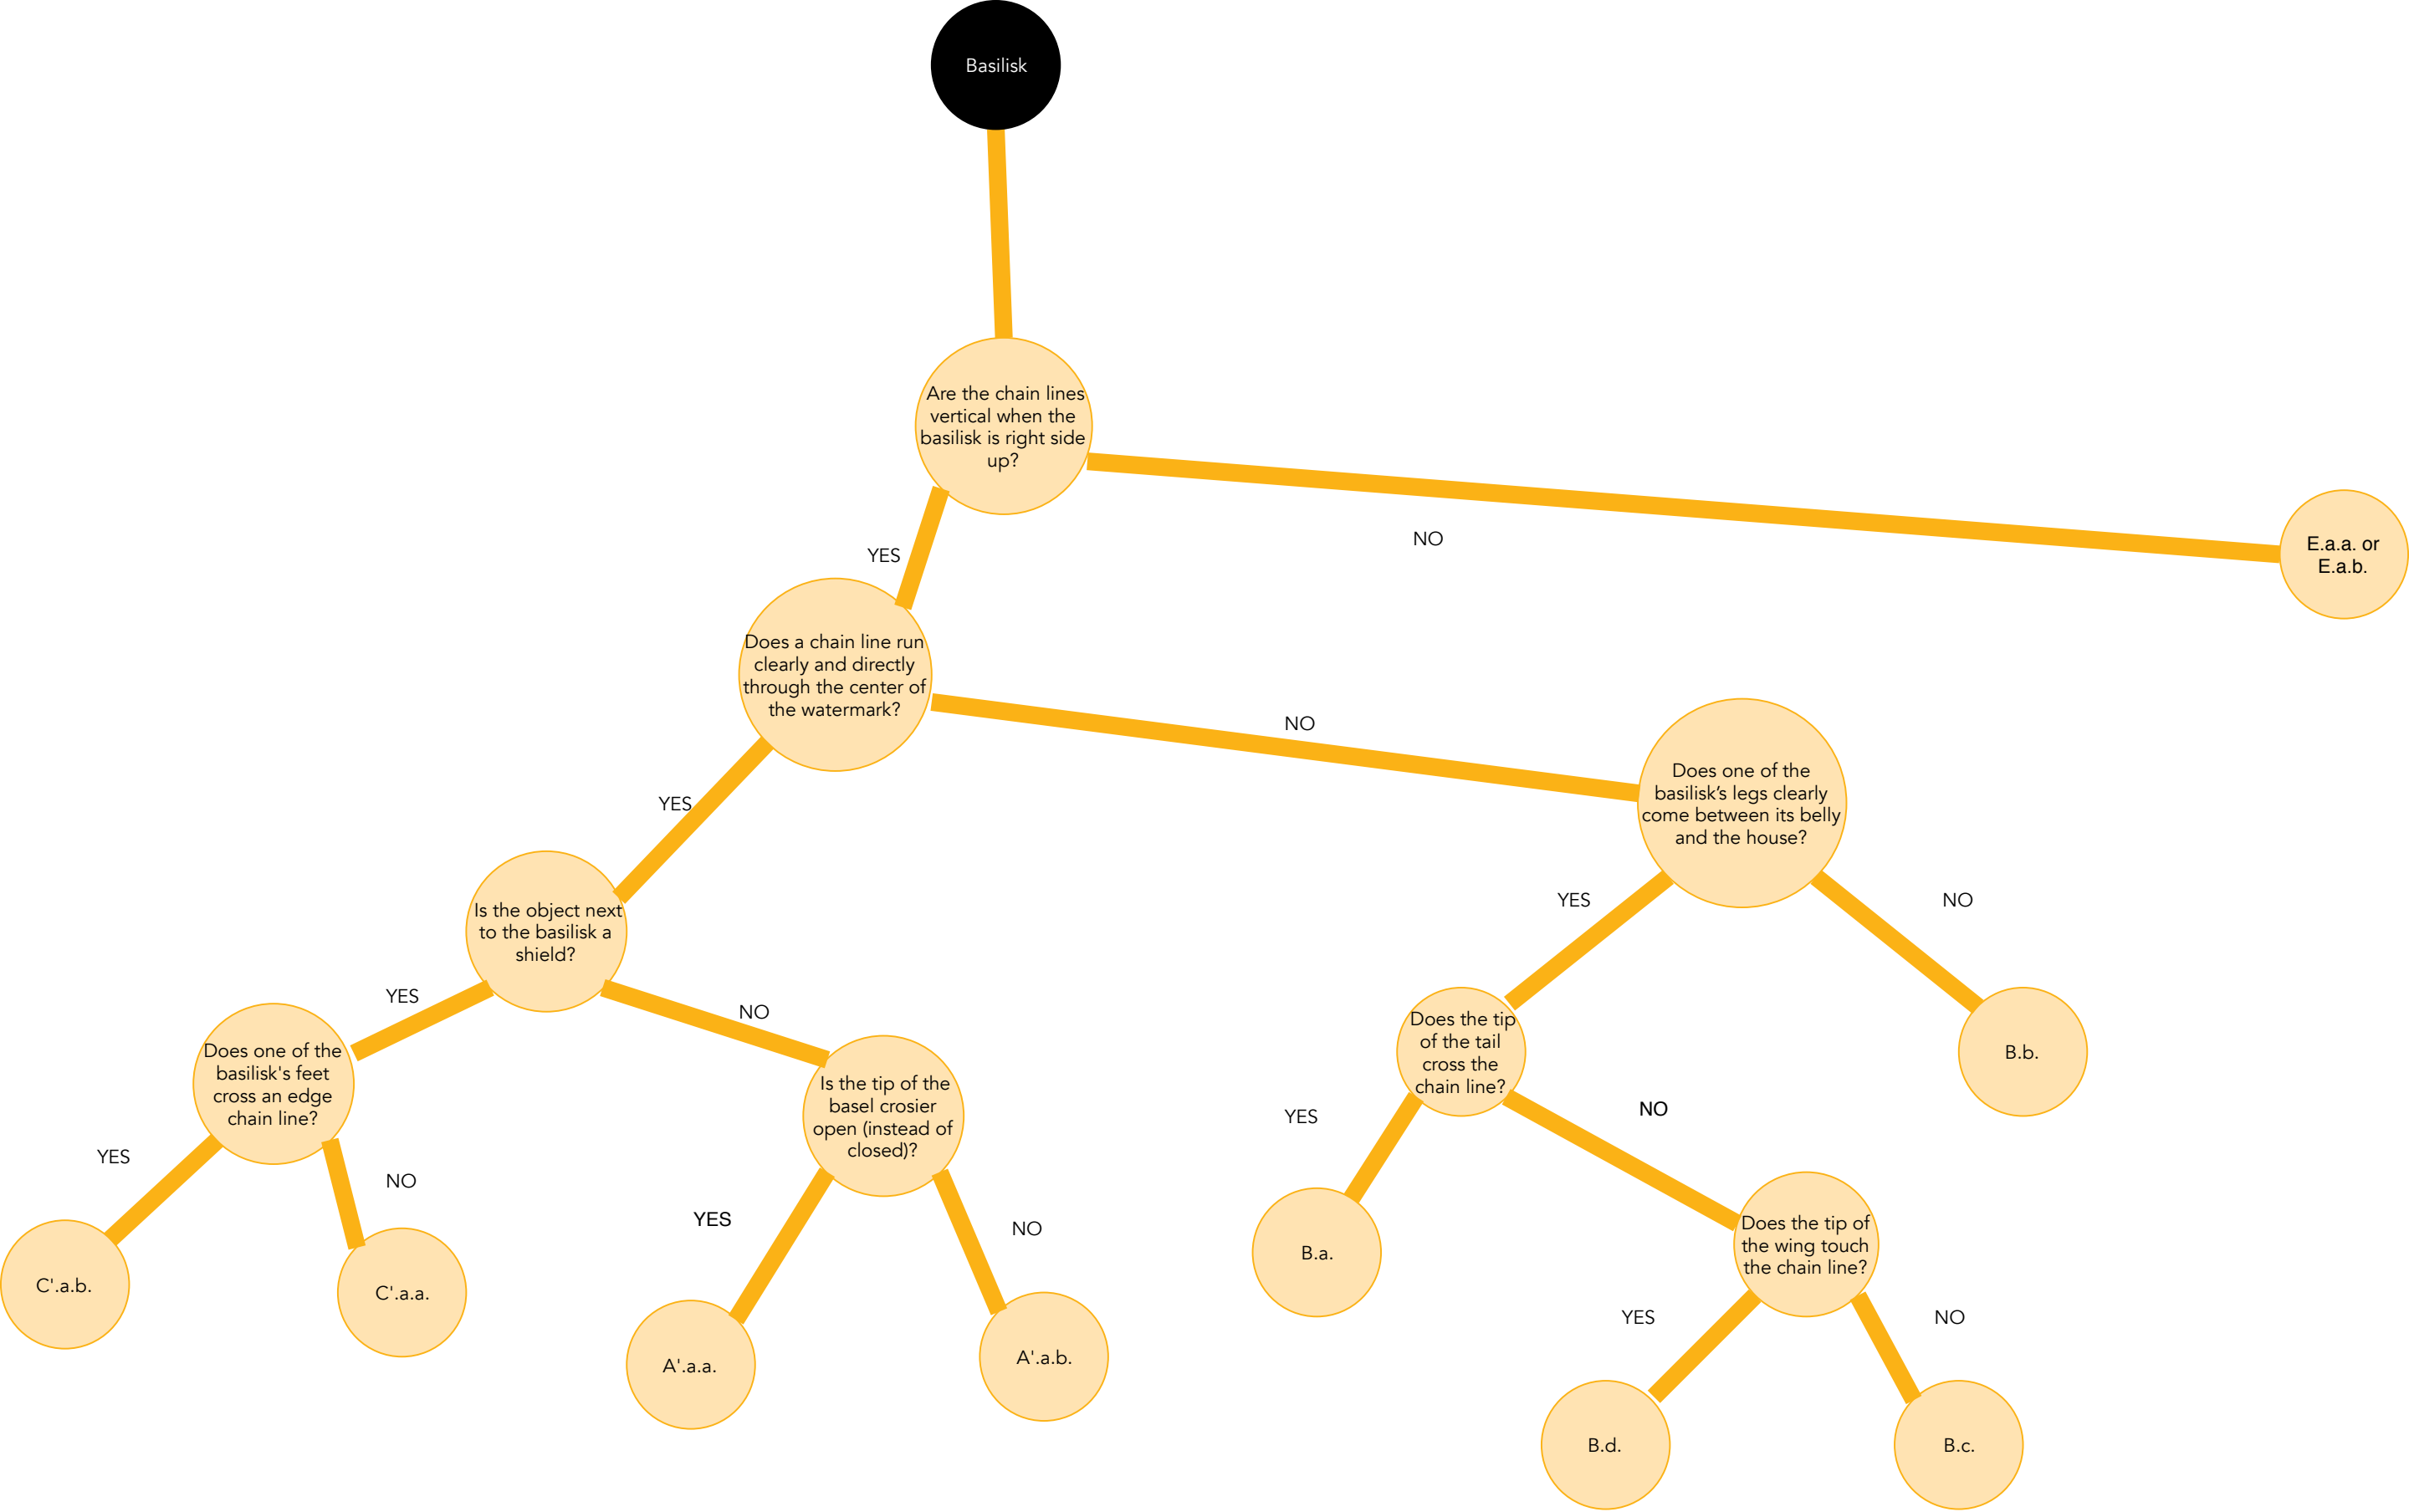 Basilisk
Are the chain lines
vertical when the
basilisk is right side
up?
NO
E.a.a. or
E.a.b.
YES
Does a chain line run
clearly and directly
through the center of
the watermark?
NO
Does one of the
basilisk’s legs clearly
come between its belly
and the house?
YES
Is the object next
to the basilisk a
shield?
YES
NO
YES
NO
Does one of the
basilisk's feet
cross an edge
chain line?
Is the tip of the
basel crosier
open (instead of
closed)?
Does the tip
of the tail
cross the
chain line?
B.b.
YES
NO
YES
NO
YES
NO
Does the tip of
the wing touch
the chain line?
C'.a.b.
C'.a.a.
A'.a.a.
A'.a.b.
B.a.
YES
NO
B.d.
B.c.